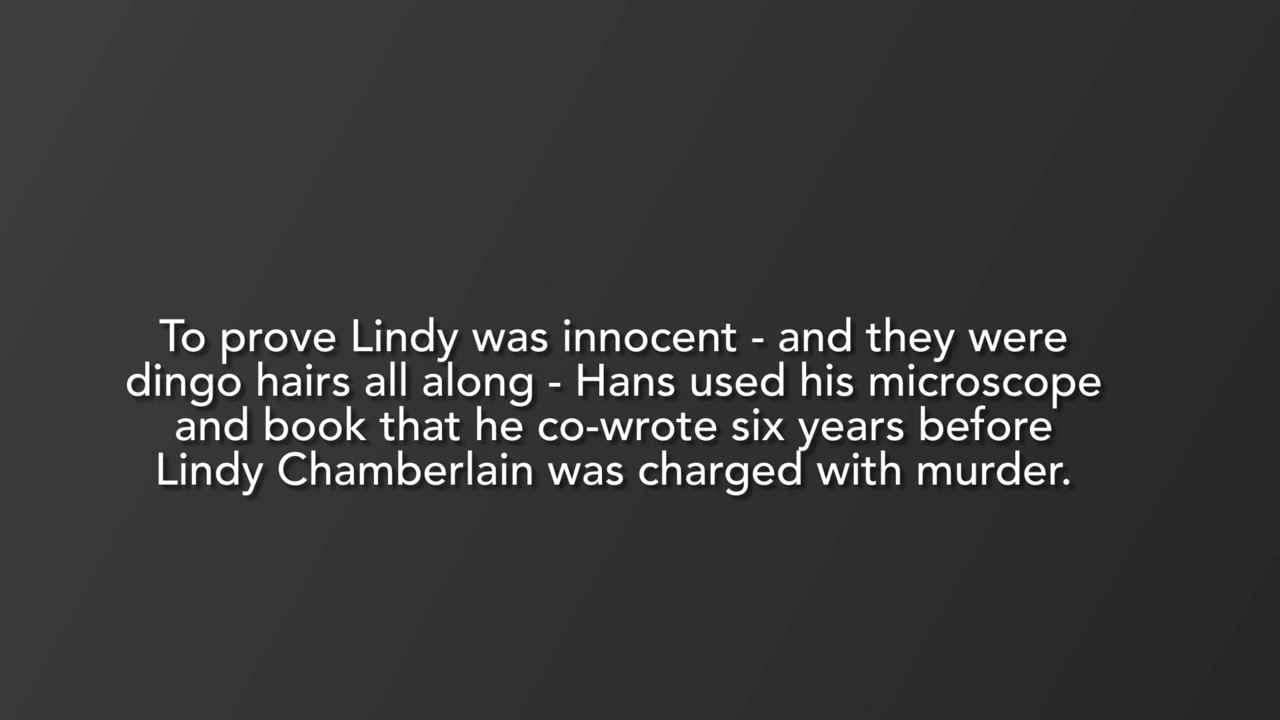 To prove Lindy was innocent - and they were
dingo hairs all along - Hans used his microscope
and book that he co-wrote six years before
Lindy Chamberlain was charged with murder.